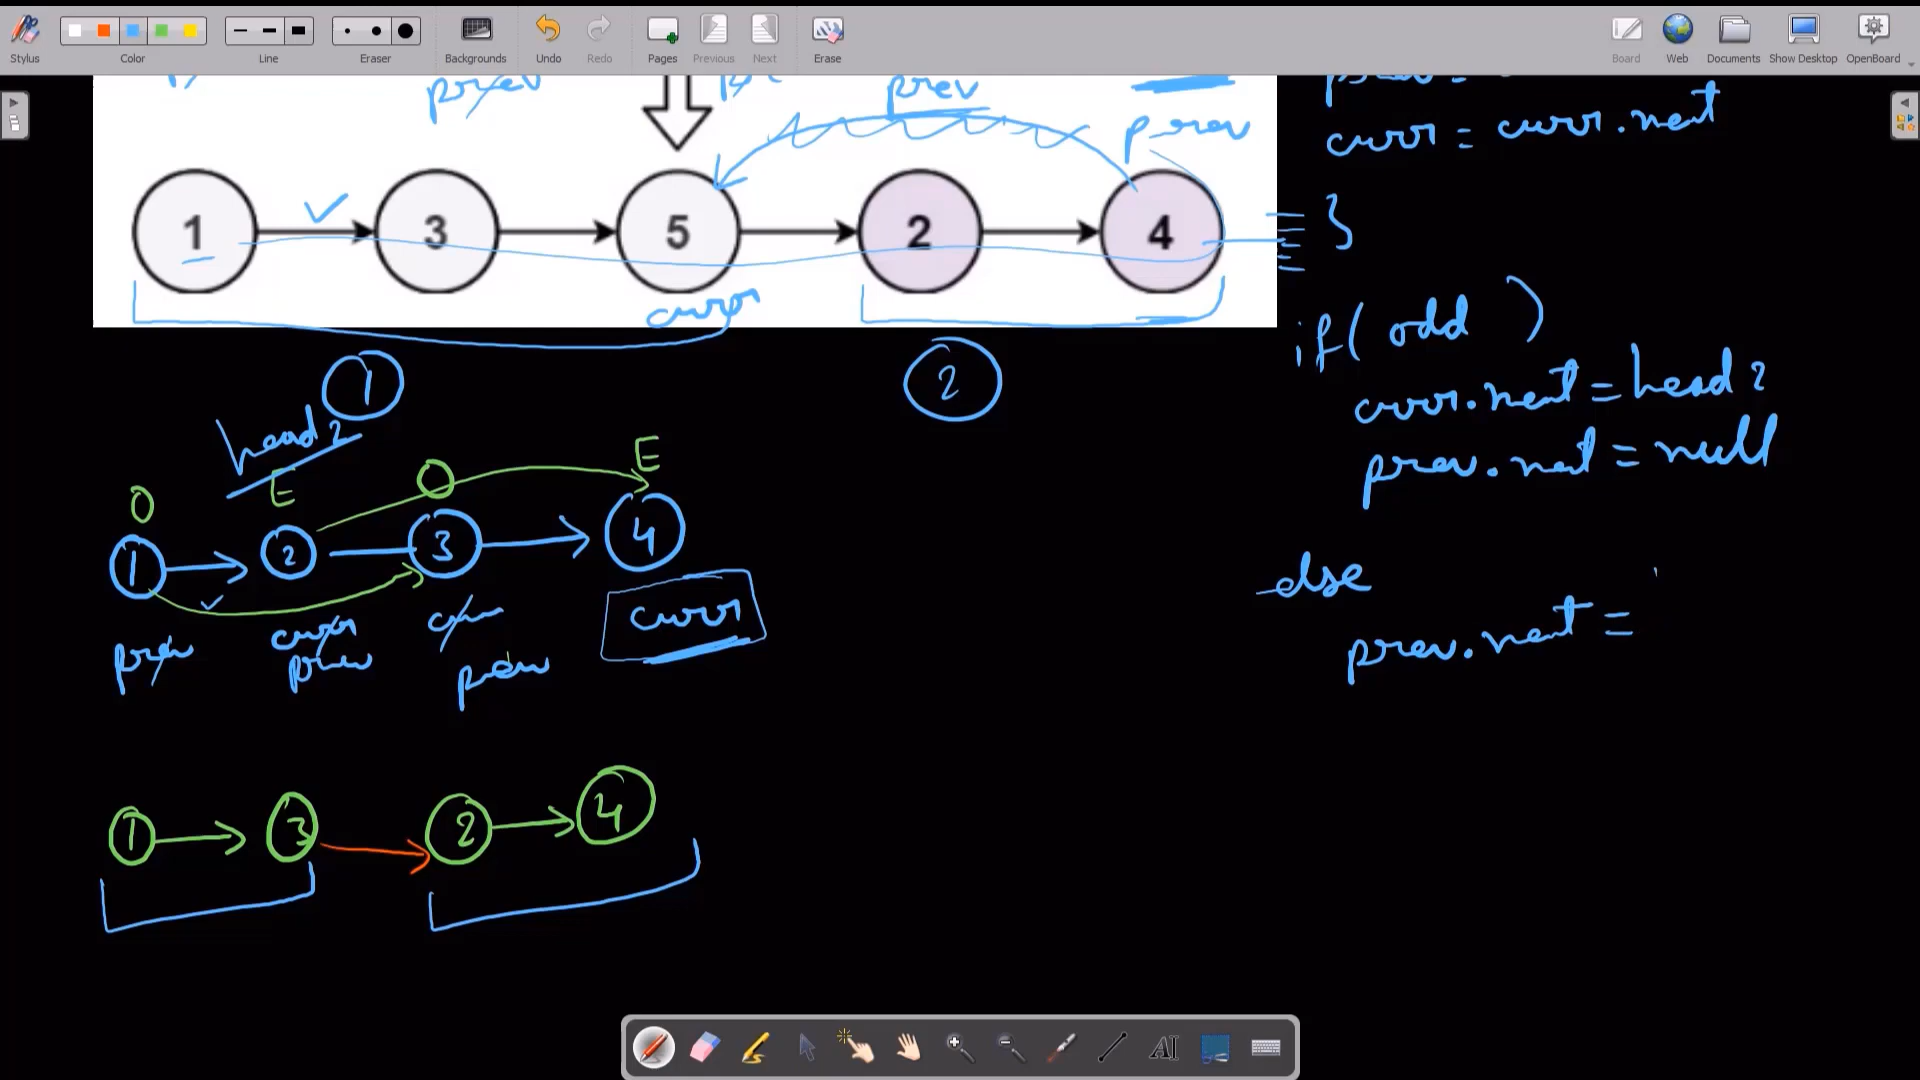 Stylus Color Line Eraser Backgrounds Undo Redo Pages Previous Next Erase Board Web Documents Show Desktop OpenBoard
prev prev
prev
curr = curr.next
1 3 5 2 4
}
curr
if( odd )
1 2
curr.next = head2
head2
prev.next = null
O E O E
1 2 3 4
else
prev curr curr curr
prev.next =
prev prev
1 3 2 4